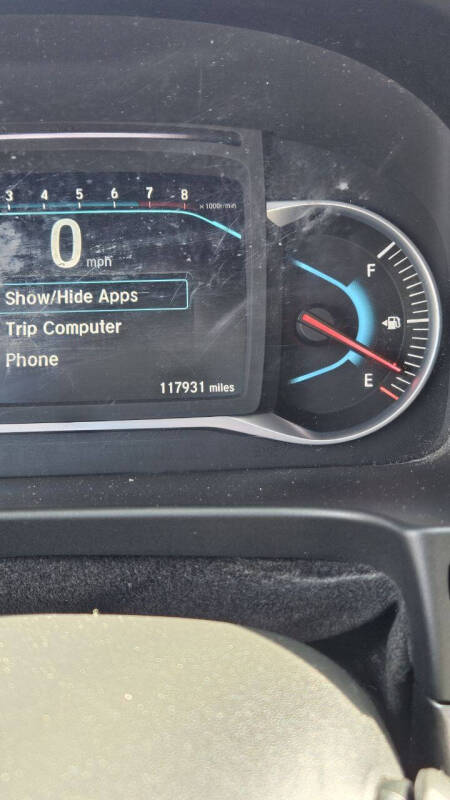 3 4 5 6 7 8 x1000r/min
0 mph
Show/Hide Apps
Trip Computer
Phone
117931 miles
F
E